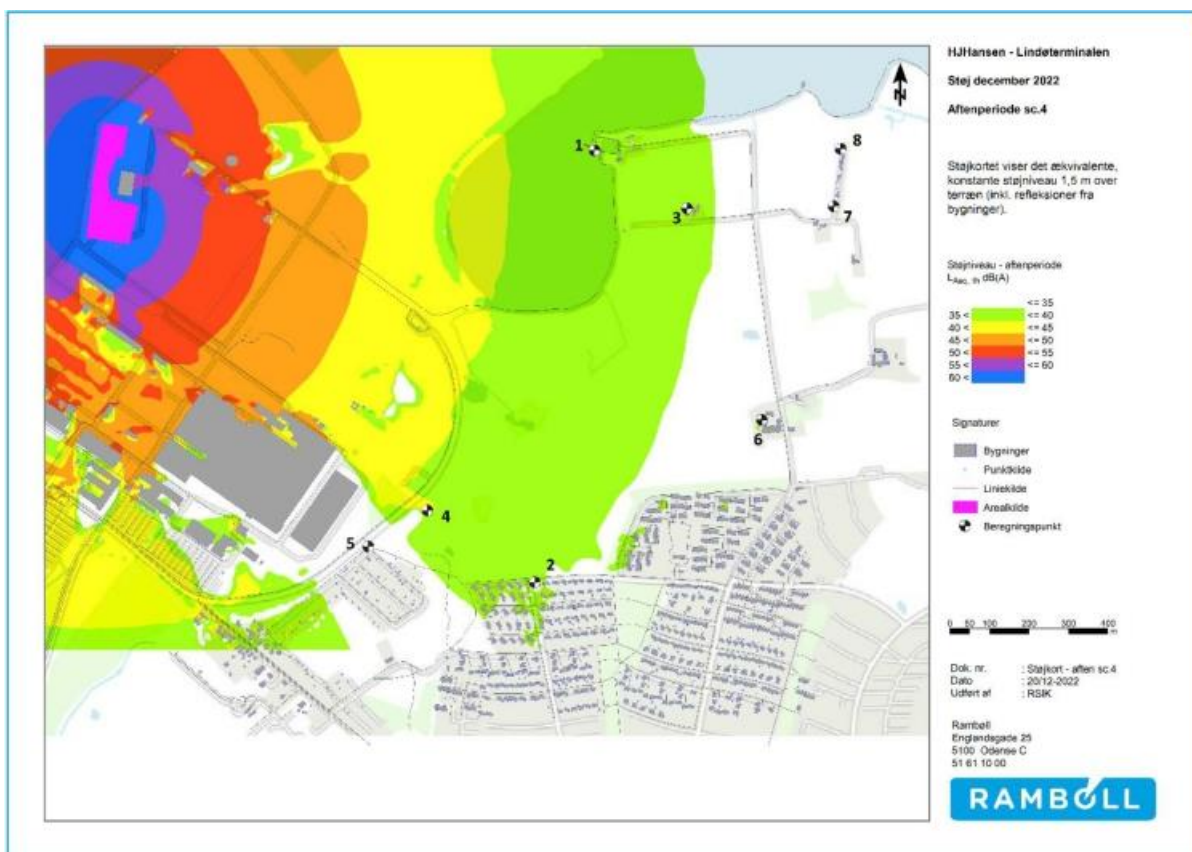 HJHansen - Lindøterminalen
Støj december 2022
Aftenperiode sc.4
N
Støjkortet viser det ækvivalente,
konstante støjniveau 1,5 m over
terræn (inkl. refleksioner fra
bygninger).
Støjniveau - aftenperiode
dB(A)
<= 35
35 < <= 40
40 < <= 45
45 < <= 50
50 < <= 55
55 < <= 60
60 <
Signaturer
Bygninger
Punktkilde
Liniekilde
Arealkilde
Beregningspunkt
0 50 100 200 300 400
m
Dok. nr. : Støjkort - aften sc.4
Dato : 20/12-2022
Udført af : RSIK
Rambøll
Englandsgade 25
5100 Odense C
51 61 10 00
RAMBOLL
1
8
3
7
6
4
5
2